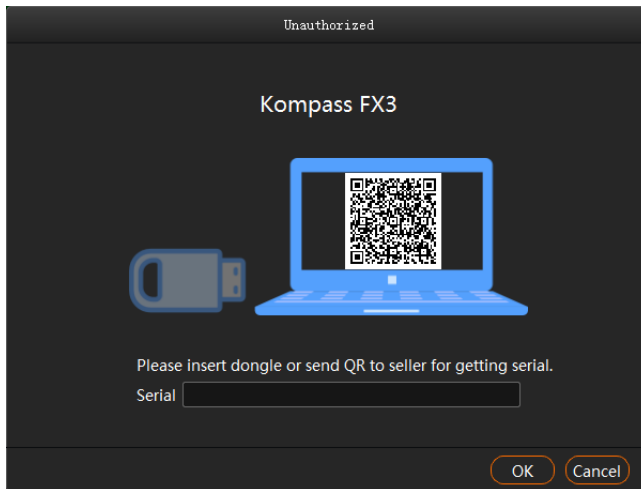 Unauthorized
Kompass FX3
Please insert dongle or send QR to seller for getting serial.
Serial
OK
Cancel